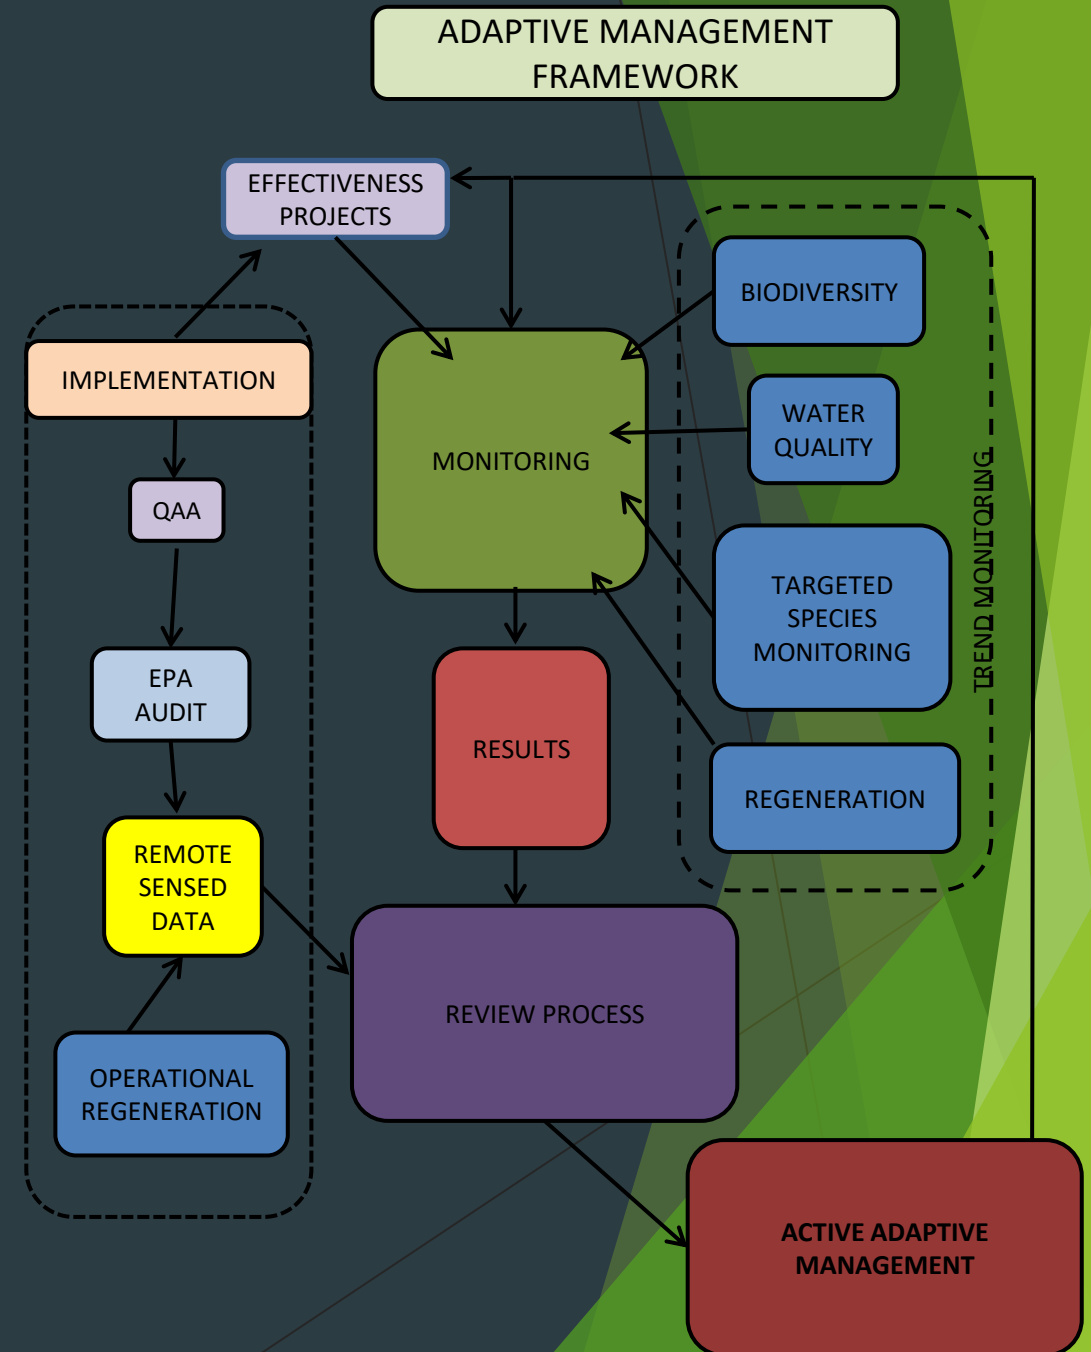 ADAPTIVE MANAGEMENT
FRAMEWORK
EFFECTIVENESS
PROJECTS
IMPLEMENTATION
QAA
EPA
AUDIT
REMOTE
SENSED
DATA
OPERATIONAL
REGENERATION
MONITORING
RESULTS
REVIEW PROCESS
BIODIVERSITY
WATER
QUALITY
TARGETED
SPECIES
MONITORING
REGENERATION
TREND MONITORING
ACTIVE ADAPTIVE
MANAGEMENT